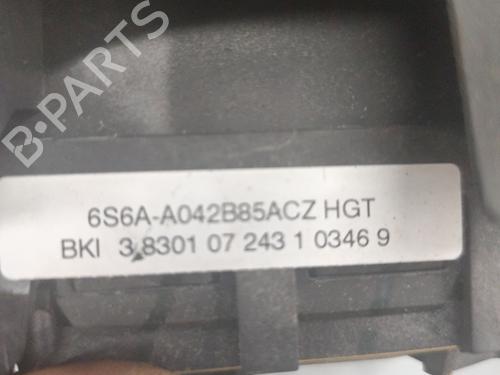 B-PARTS
6S6A-A042B85ACZ HGT
BKI 3 8301 07 243 1 0346 9